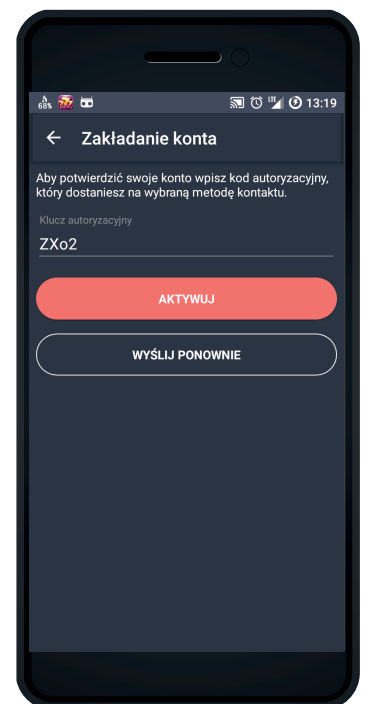 68% 13:19
Zakładanie konta
Aby potwierdzić swoje konto wpisz kod autoryzacyjny,
który dostaniesz na wybraną metodę kontaktu.
Klucz autoryzacyjny
ZXo2
AKTYWUJ
WYŚLIJ PONOWNIE